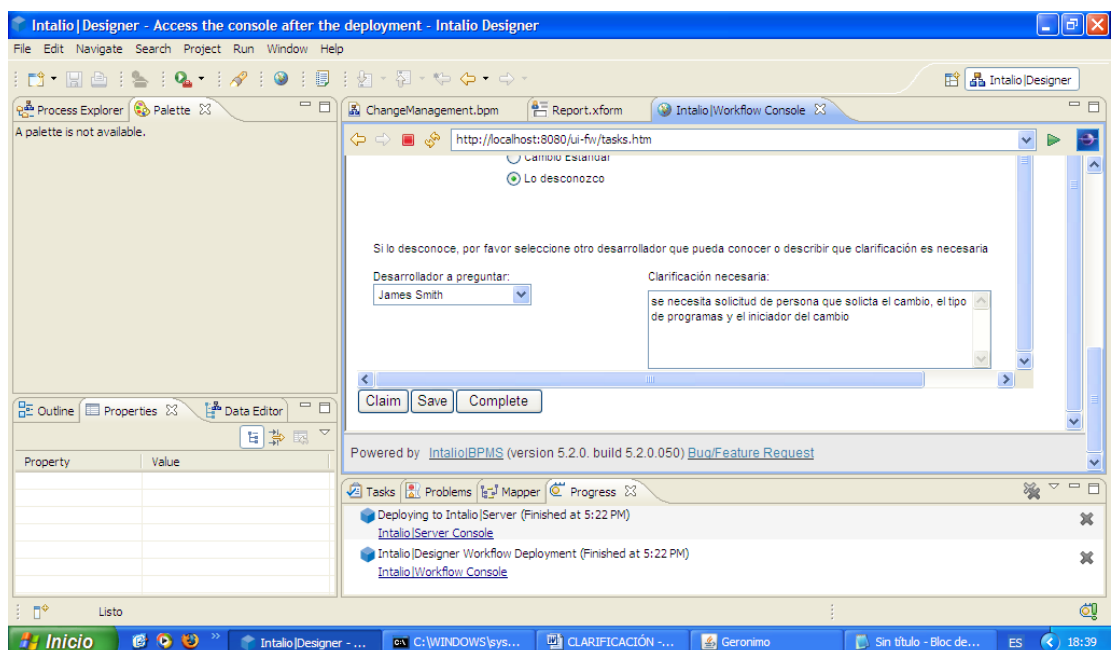 Intalio|Designer - Access the console after the deployment - Intalio Designer
File Edit Navigate Search Project Run Window Help
Intalio|Designer
Process Explorer Palette
ChangeManagement.bpm Report.xform Intalio|Workflow Console
A palette is not available.
http://localhost:8080/ui-fw/tasks.htm
Cambio Estándar
Lo desconozco
Si lo desconoce, por favor seleccione otro desarrollador que pueda conocer o describir que clarificación es necesaria
Desarrollador a preguntar: Clarificación necesaria:
James Smith
se necesita solicitud de persona que solicta el cambio, el tipo
de programas y el iniciador del cambio
Claim Save Complete
Outline Properties Data Editor
Property Value
Powered by Intalio|BPMS (version 5.2.0. build 5.2.0.050) Bug/Feature Request
Tasks Problems Mapper Progress
Deploying to Intalio|Server (Finished at 5:22 PM)
Intalio|Server Console
Intalio|Designer Workflow Deployment (Finished at 5:22 PM)
Intalio|Workflow Console
Listo
Inicio Intalio|Designer - ... C:\WINDOWS\sys... CLARIFICACIÓN -... Geronimo Sin título - Bloc de... ES 18:39